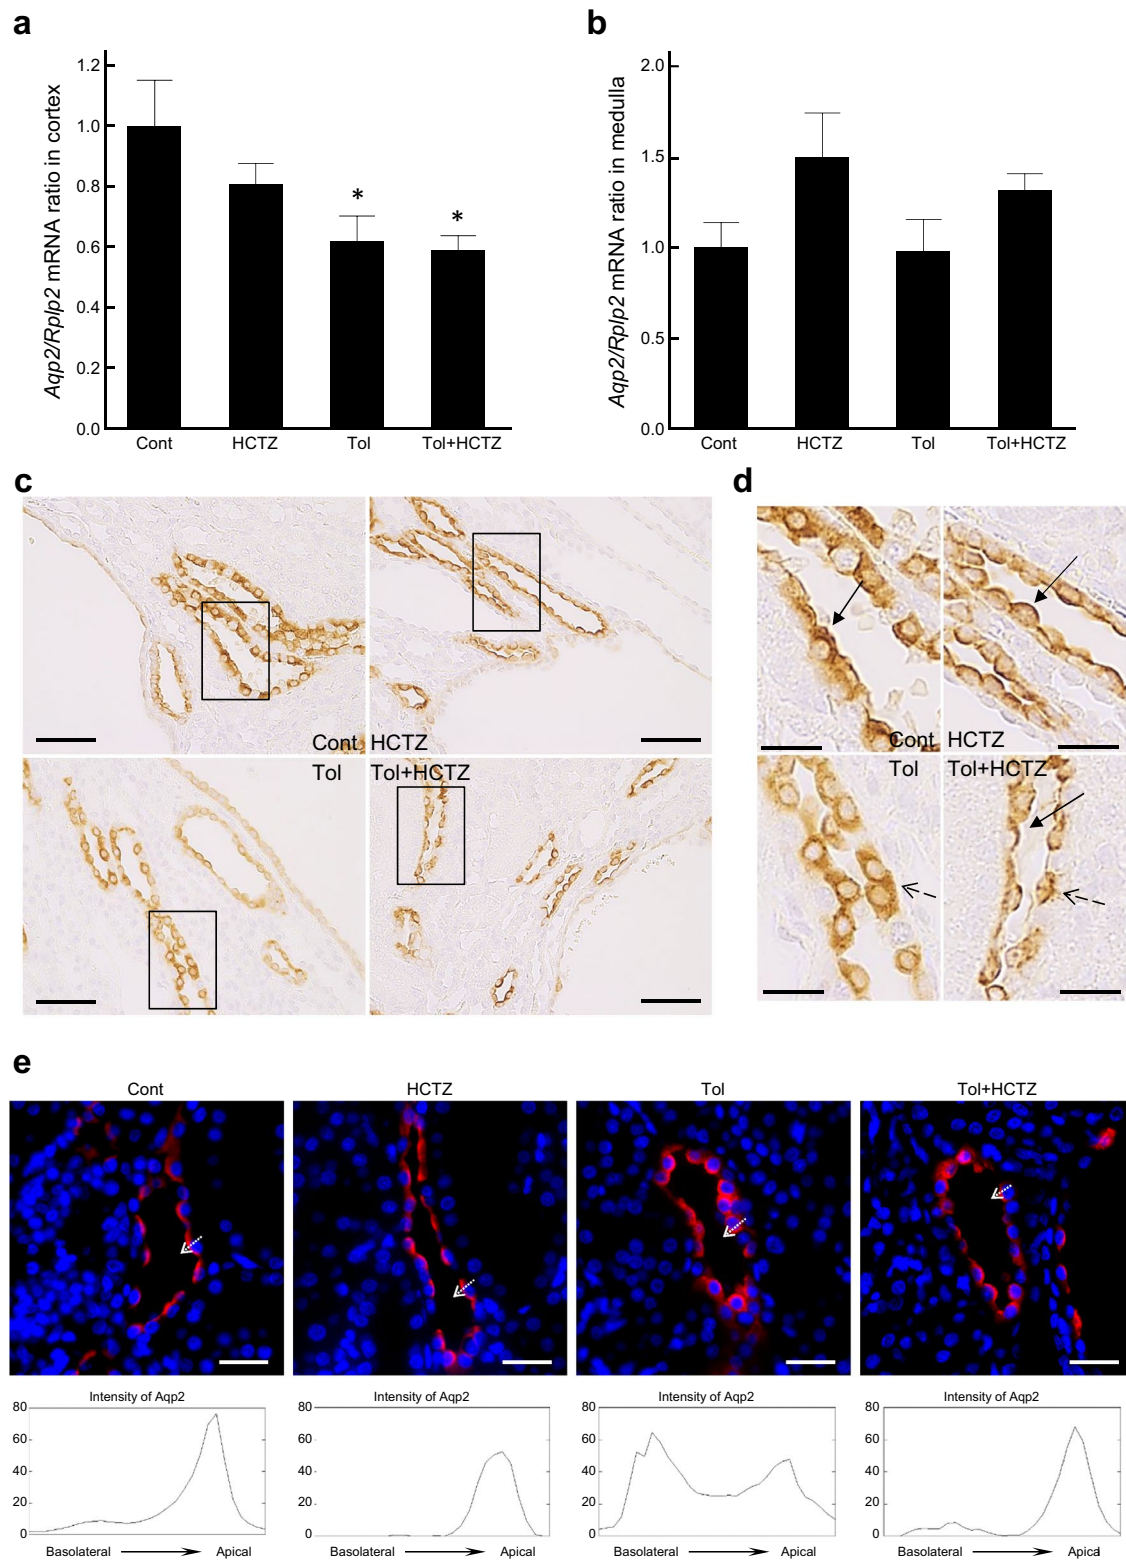 a
Aqp2/Rplp2 mRNA ratio in cortex
1.2
1.0
0.8
0.6
0.4
0.2
0.0
*
*
Cont HCTZ Tol Tol+HCTZ
b
Aqp2/Rplp2 mRNA ratio in medulla
2.0
1.5
1.0
0.5
0.0
Cont HCTZ Tol Tol+HCTZ
c
Cont HCTZ
Tol Tol+HCTZ
d
Cont HCTZ
Tol Tol+HCTZ
e
Cont HCTZ Tol Tol+HCTZ
Intensity of Aqp2
80
60
40
20
0
Basolateral Apical
Intensity of Aqp2
80
60
40
20
0
Basolateral Apical
Intensity of Aqp2
80
60
40
20
0
Basolateral Apical
Intensity of Aqp2
80
60
40
20
0
Basolateral Apical